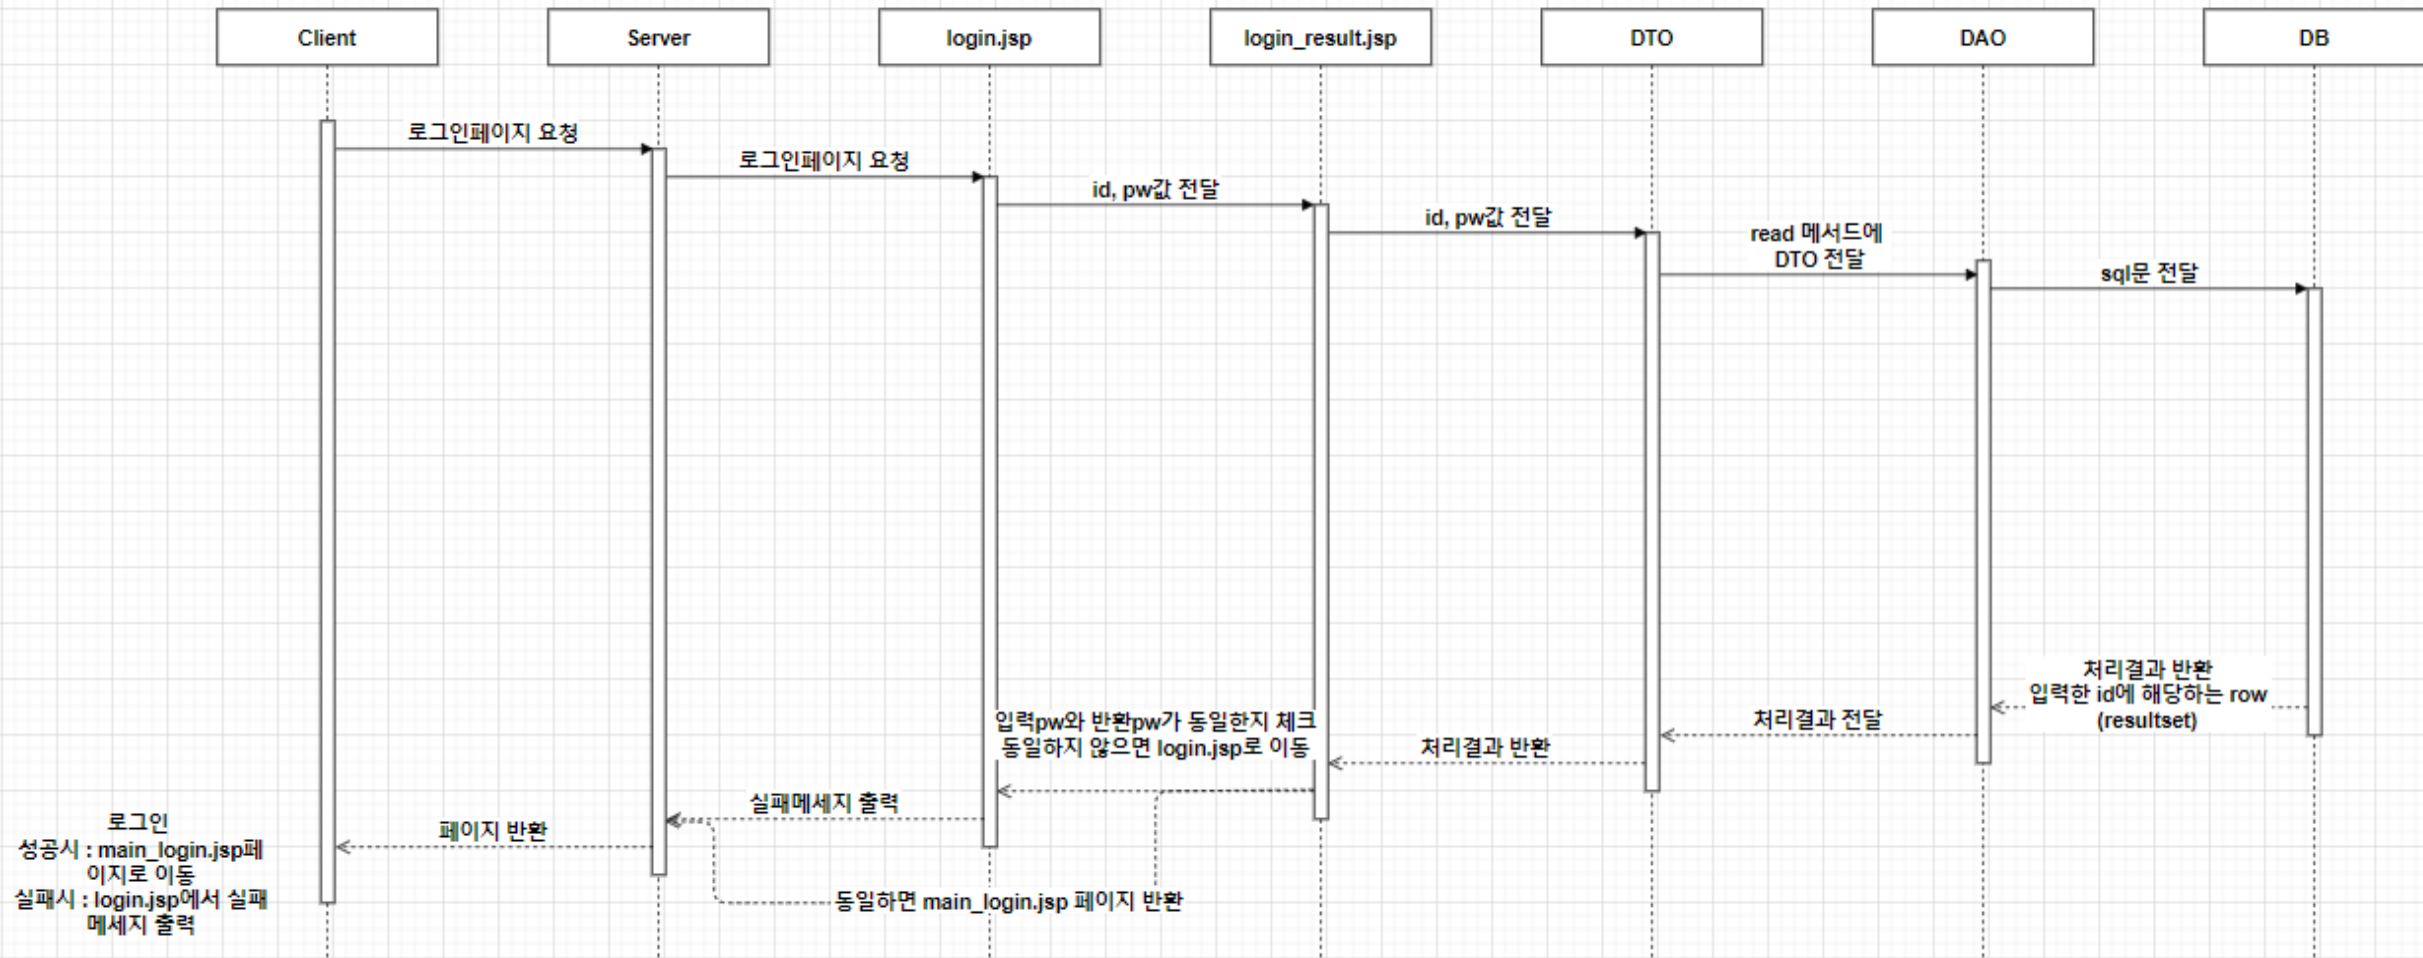 Client
Server
login.jsp
login_result.jsp
DTO
DAO
DB
로그인페이지 요청
로그인페이지 요청
id, pw값 전달
id, pw값 전달
read 메서드에
DTO 전달
sql문 전달
처리결과 반환
입력한 id에 해당하는 row
(resultset)
처리결과 전달
처리결과 반환
입력pw와 반환pw가 동일한지 체크
동일하지 않으면 login.jsp로 이동
실패메세지 출력
동일하면 main_login.jsp 페이지 반환
페이지 반환
로그인
성공시 : main_login.jsp페
이지로 이동
실패시 : login.jsp에서 실패
메세지 출력